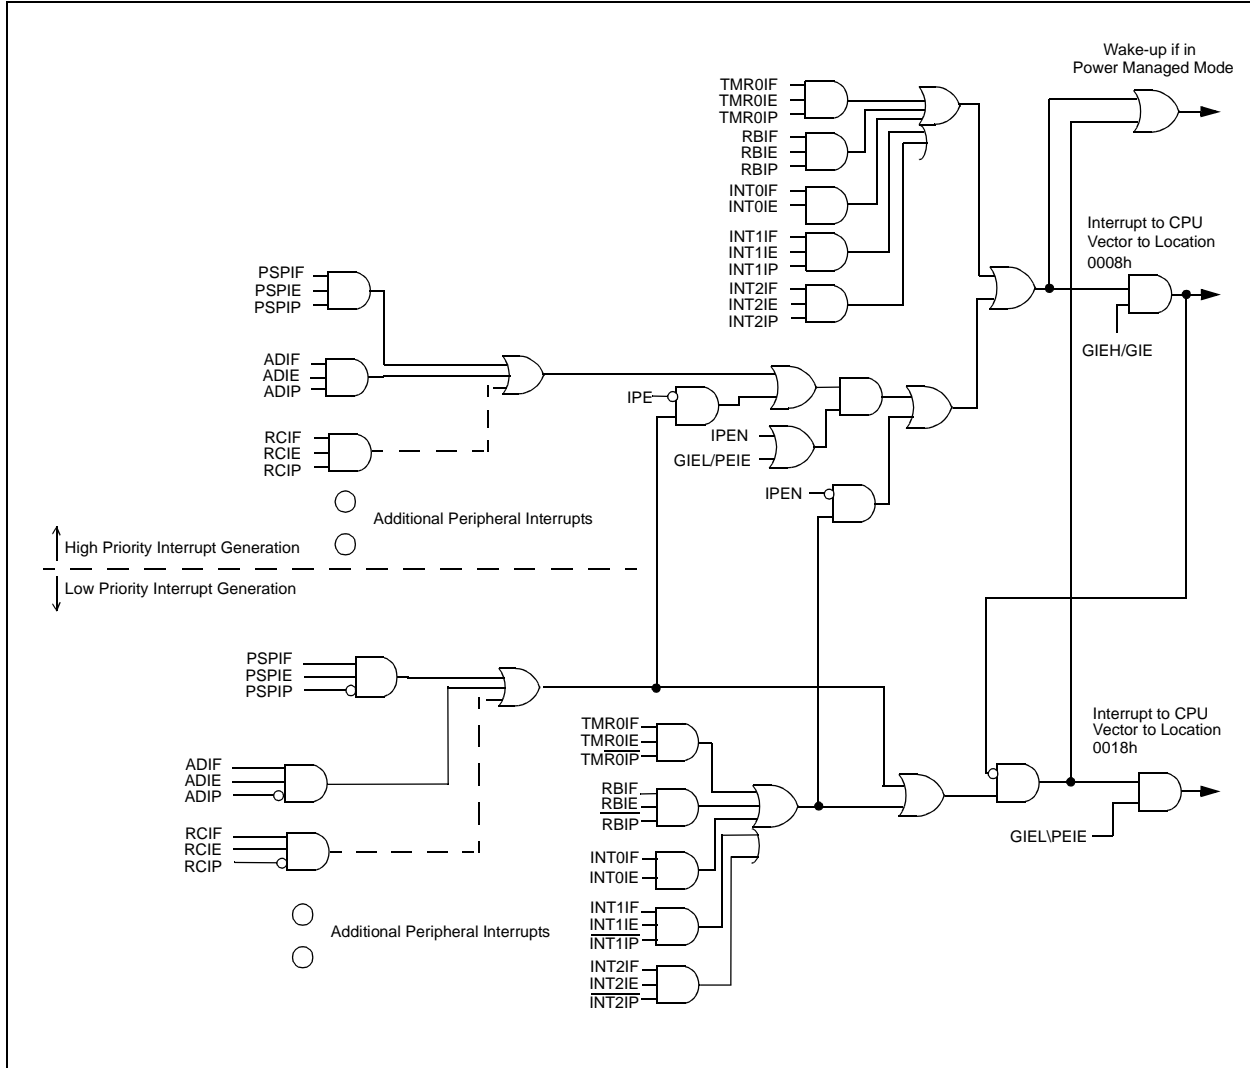 Wake-up if in
Power Managed Mode
TMR0IF
TMR0IE
TMR0IP
RBIF
RBIE
RBIP
INT0IF
INT0IE
INT1IF
INT1IE
INT1IP
INT2IF
INT2IE
INT2IP
Interrupt to CPU
Vector to Location
0008h
GIEH/GIE
PSPIF
PSPIE
PSPIP
ADIF
ADIE
ADIP
RCIF
RCIE
RCIP
IPE
IPEN
GIEL/PEIE
IPEN
Additional Peripheral Interrupts
High Priority Interrupt Generation
Low Priority Interrupt Generation
PSPIF
PSPIE
PSPIP
ADIF
ADIE
ADIP
RCIF
RCIE
RCIP
Additional Peripheral Interrupts
TMR0IF
TMR0IE
TMR0IP
RBIF
RBIE
RBIP
INT0IF
INT0IE
INT1IF
INT1IE
INT1IP
INT2IF
INT2IE
INT2IP
Interrupt to CPU
Vector to Location
0018h
GIEL\PEIE